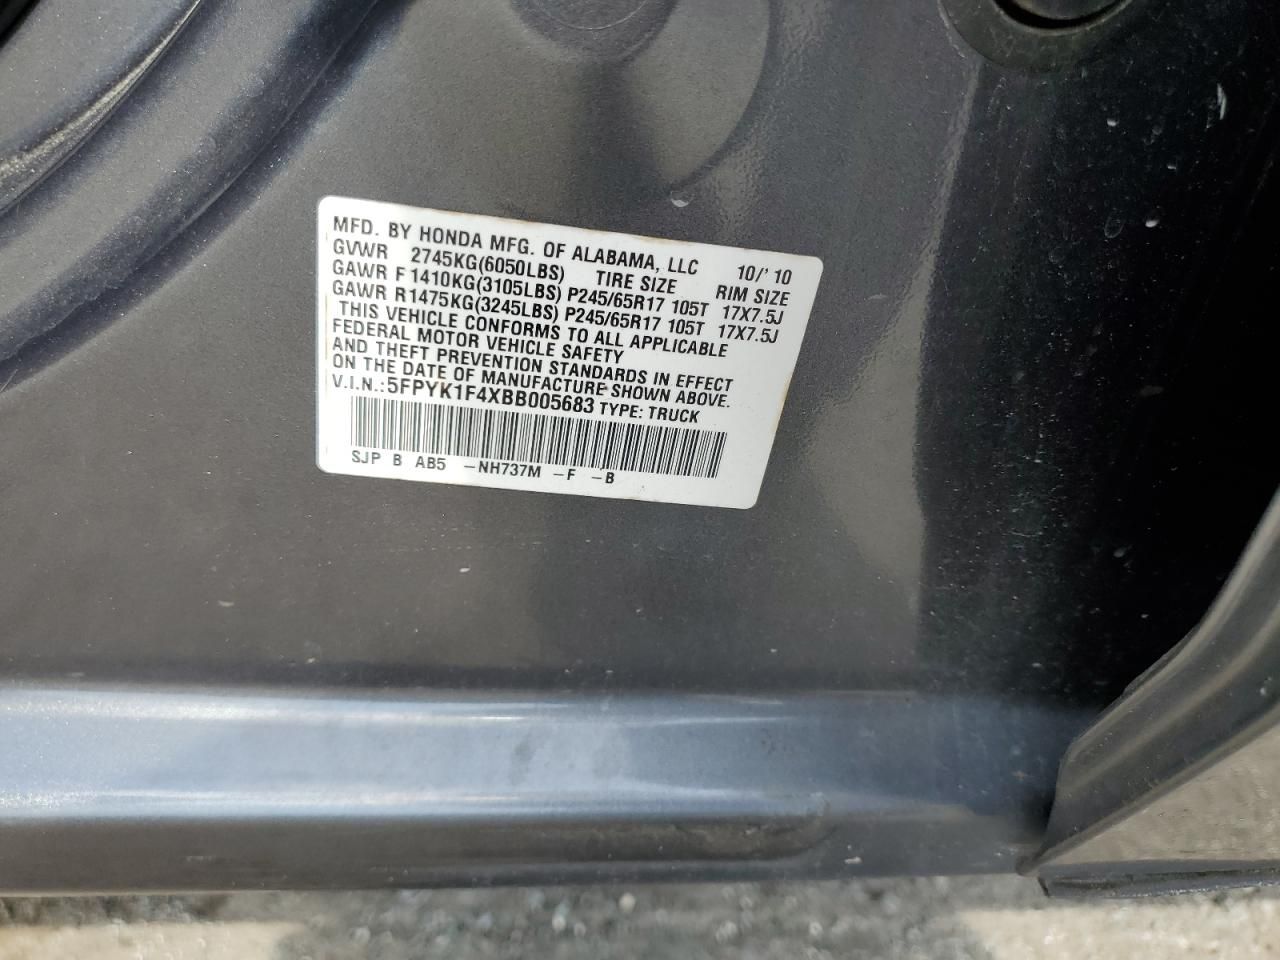 MFD. BY HONDA MFG. OF ALABAMA, LLC 10/'10
GVWR 2745KG(6050LBS) TIRE SIZE RIM SIZE
GAWR F 1410KG(3105LBS) P245/65R17 105T 17X7.5J
GAWR R1475KG(3245LBS) P245/65R17 105T 17X7.5J
THIS VEHICLE CONFORMS TO ALL APPLICABLE
FEDERAL MOTOR VEHICLE SAFETY
AND THEFT PREVENTION STANDARDS IN EFFECT
ON THE DATE OF MANUFACTURE SHOWN ABOVE.
V.I.N.:5FPYK1F4XBB005683 TYPE: TRUCK
SJP B AB5 -NH737M -F -B